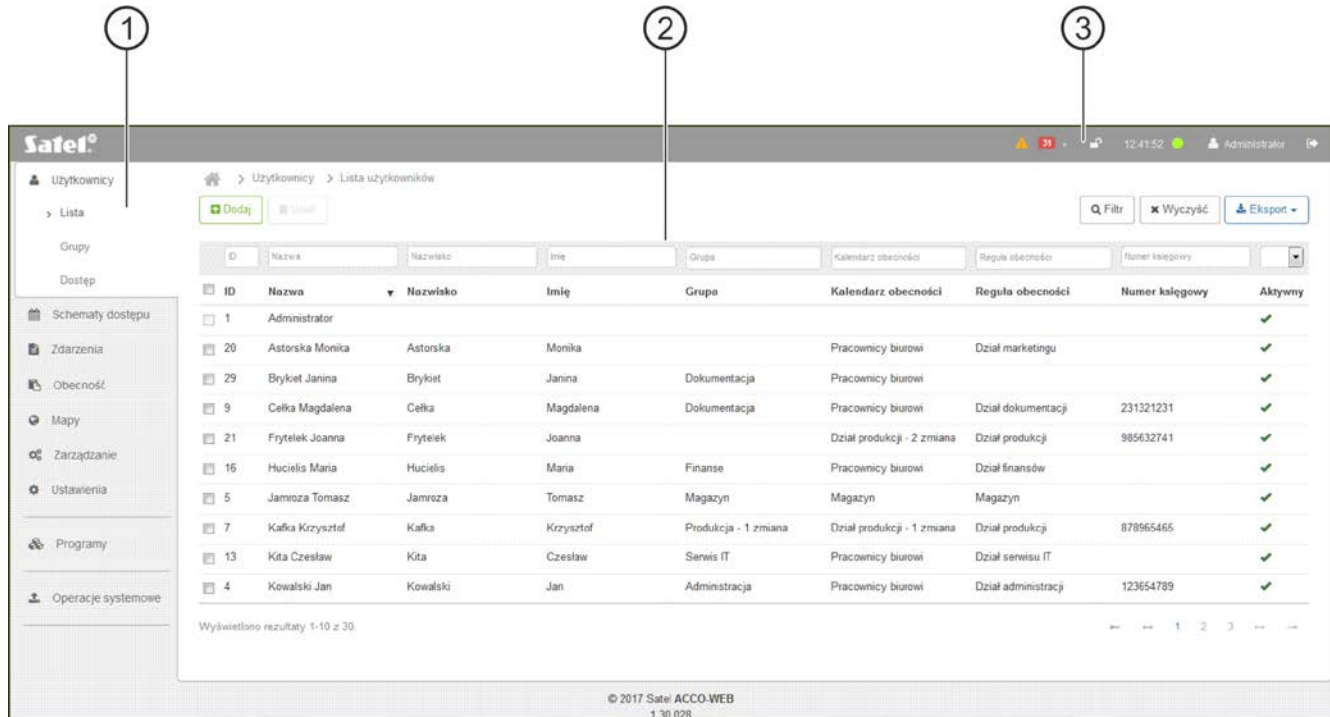 1 2 3
Satel®
31 12:41:52 Administrator
Użytkownicy
Lista
Grupy
Dostęp
Schematy dostępu
Zdarzenia
Obecność
Mapy
Zarządzanie
Ustawienia
Programy
Operacje systemowe
> Użytkownicy > Lista użytkowników
Dodaj Usuń Filtr Wyczyść Eksport
ID Nazwa Nazwisko Imię Grupa Kalendarz obecności Reguła obecności Numer księgowy
ID Nazwa Nazwisko Imię Grupa Kalendarz obecności Reguła obecności Numer księgowy Aktywny
1 Administrator
20 Astorska Monika Astorska Monika Pracownicy biurowi Dział marketingu
29 Brykiet Janina Brykiet Janina Dokumentacja Pracownicy biurowi
9 Cełka Magdalena Cełka Magdalena Dokumentacja Pracownicy biurowi Dział dokumentacji 231321231
21 Frytelek Joanna Frytelek Joanna Dział produkcji - 2 zmiana Dział produkcji 985632741
16 Hucielis Maria Hucielis Maria Finanse Pracownicy biurowi Dział finansów
5 Jamroza Tomasz Jamroza Tomasz Magazyn Magazyn Magazyn
7 Kafka Krzysztof Kafka Krzysztof Produkcja - 1 zmiana Dział produkcji - 1 zmiana Dział produkcji 878965465
13 Kita Czesław Kita Czesław Serwis IT Pracownicy biurowi Dział serwisu IT
4 Kowalski Jan Kowalski Jan Administracja Pracownicy biurowi Dział administracji 123654789
Wyświetlono rezultaty 1-10 z 30. 1 2 3
© 2017 Satel ACCO-WEB
1.30.028